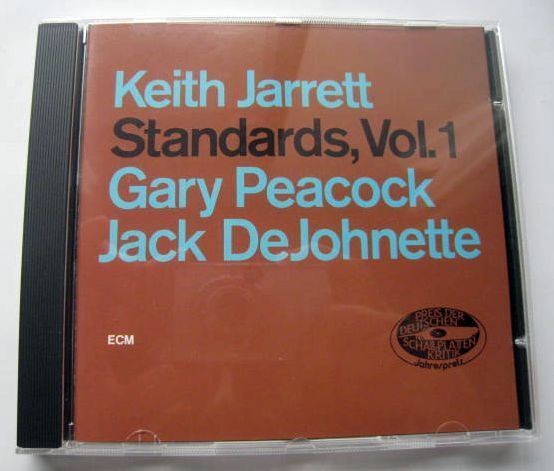 Keith Jarrett
Standards, Vol. 1
Gary Peacock
Jack DeJohnette
ECM
PREIS DER
DEUTSCHEN
SCHALLPLATTEN
KRITIK
Jahrespreis